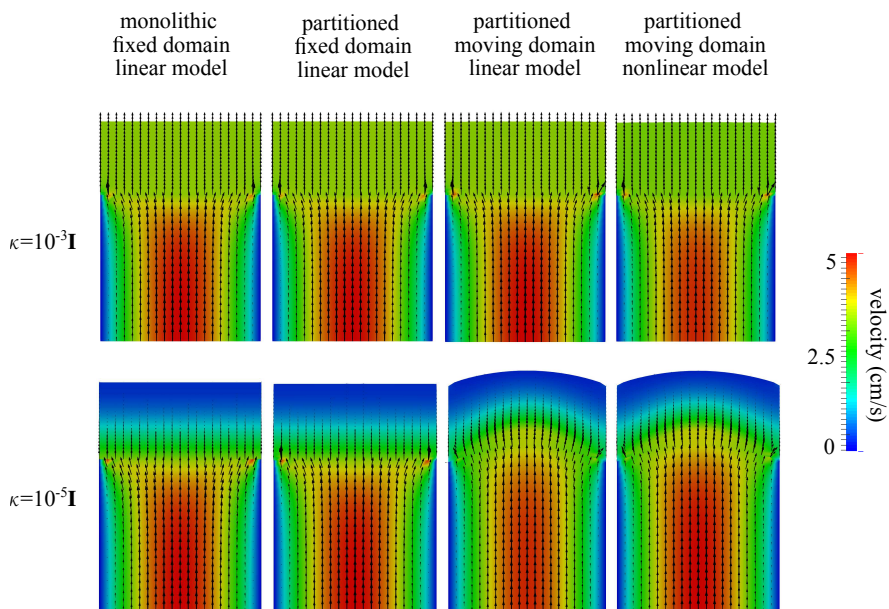 monolithic
fixed domain
linear model
partitioned
fixed domain
linear model
partitioned
moving domain
linear model
partitioned
moving domain
nonlinear model
κ=10⁻³I
κ=10⁻⁵I
5
2.5
0
velocity (cm/s)